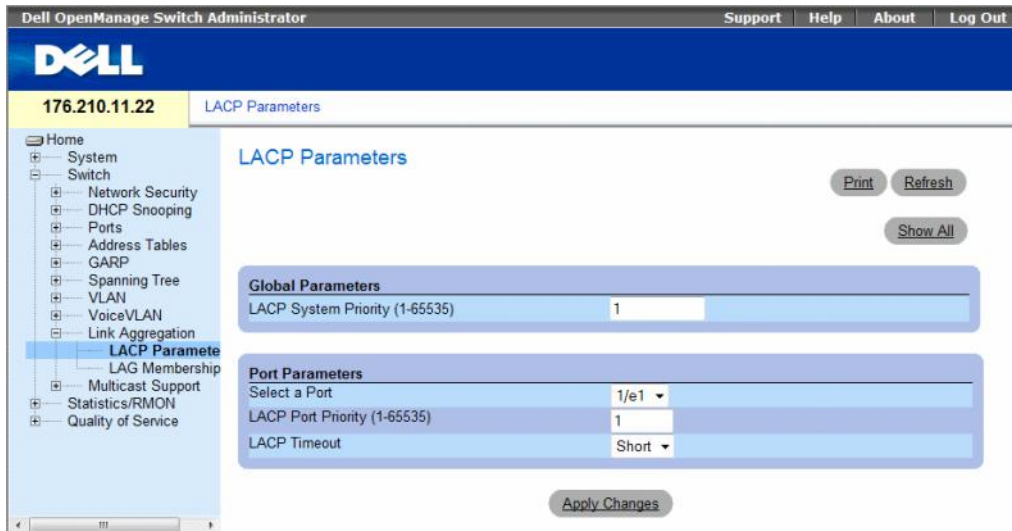 Dell OpenManage Switch Administrator
Support Help About Log Out
DELL
176.210.11.22
LACP Parameters
Home
System
Switch
Network Security
DHCP Snooping
Ports
Address Tables
GARP
Spanning Tree
VLAN
VoiceVLAN
Link Aggregation
LACP Paramete
LAG Membership
Multicast Support
Statistics/RMON
Quality of Service
LACP Parameters
Print Refresh
Show All
Global Parameters
LACP System Priority (1-65535) 1
Port Parameters
Select a Port 1/e1
LACP Port Priority (1-65535) 1
LACP Timeout Short
Apply Changes